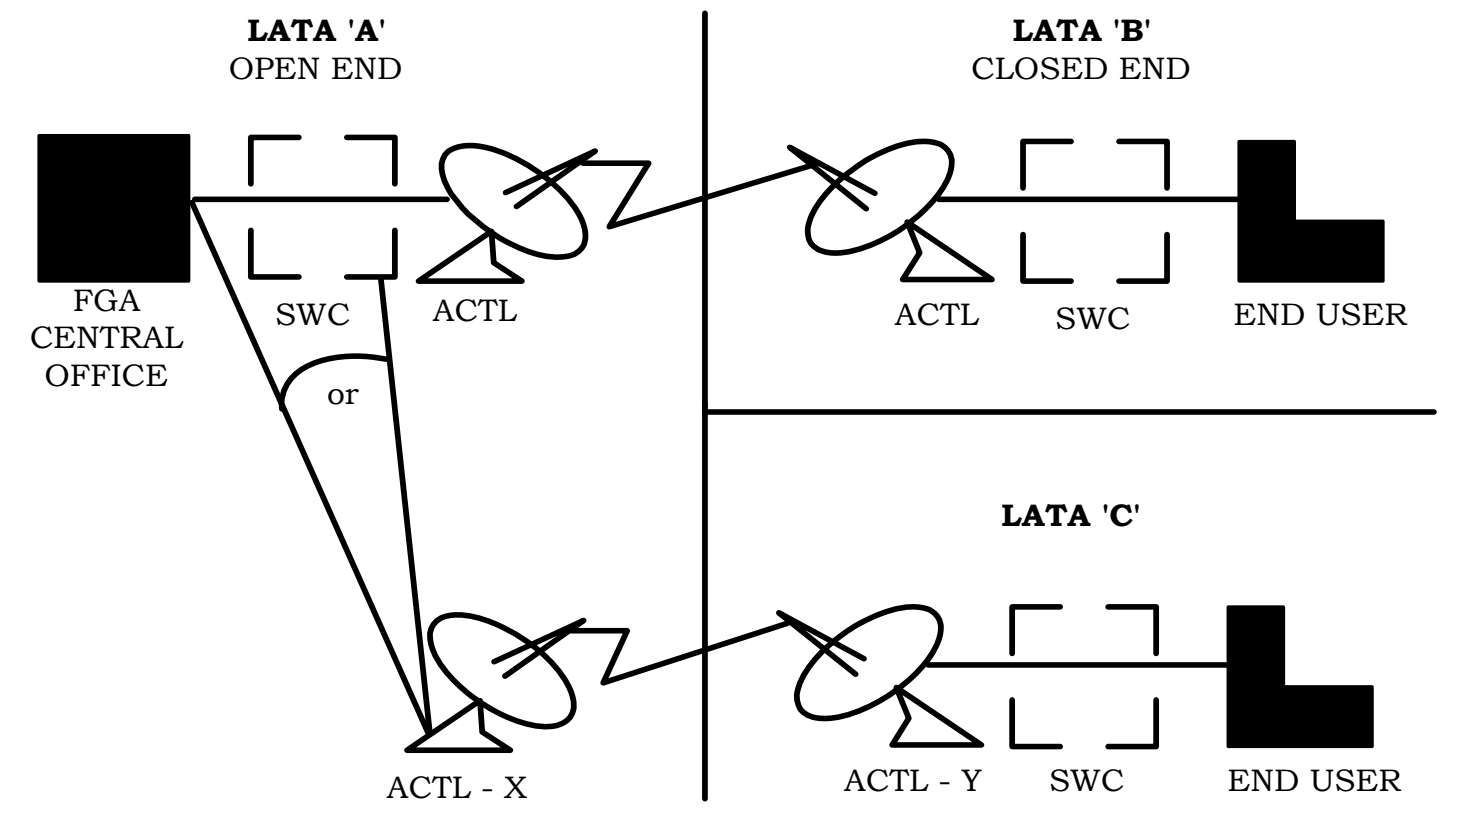 LATA 'A'
OPEN END
LATA 'B'
CLOSED END
FGA
CENTRAL
OFFICE
SWC
ACTL
ACTL
SWC
END USER
or
LATA 'C'
ACTL - X
ACTL - Y
SWC
END USER